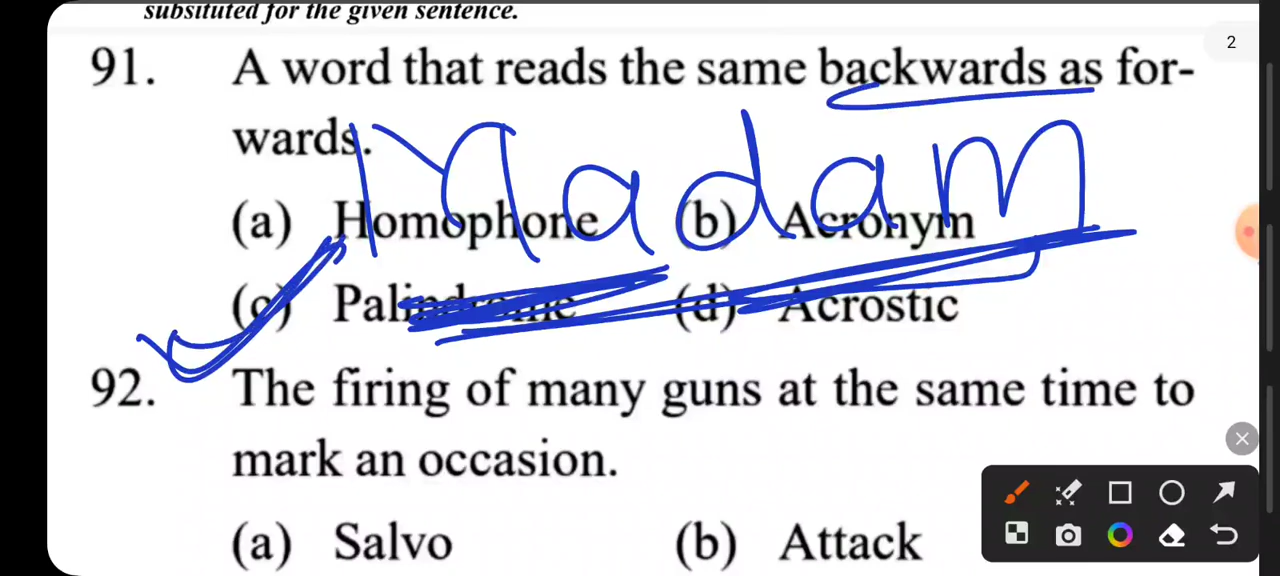 substituted for the given sentence.
2
91. A word that reads the same backwards as for-
wards.
Madam
(a) Homophone (b) Acronym
(c) Palindrome (d) Acrostic
92. The firing of many guns at the same time to
mark an occasion.
(a) Salvo (b) Attack